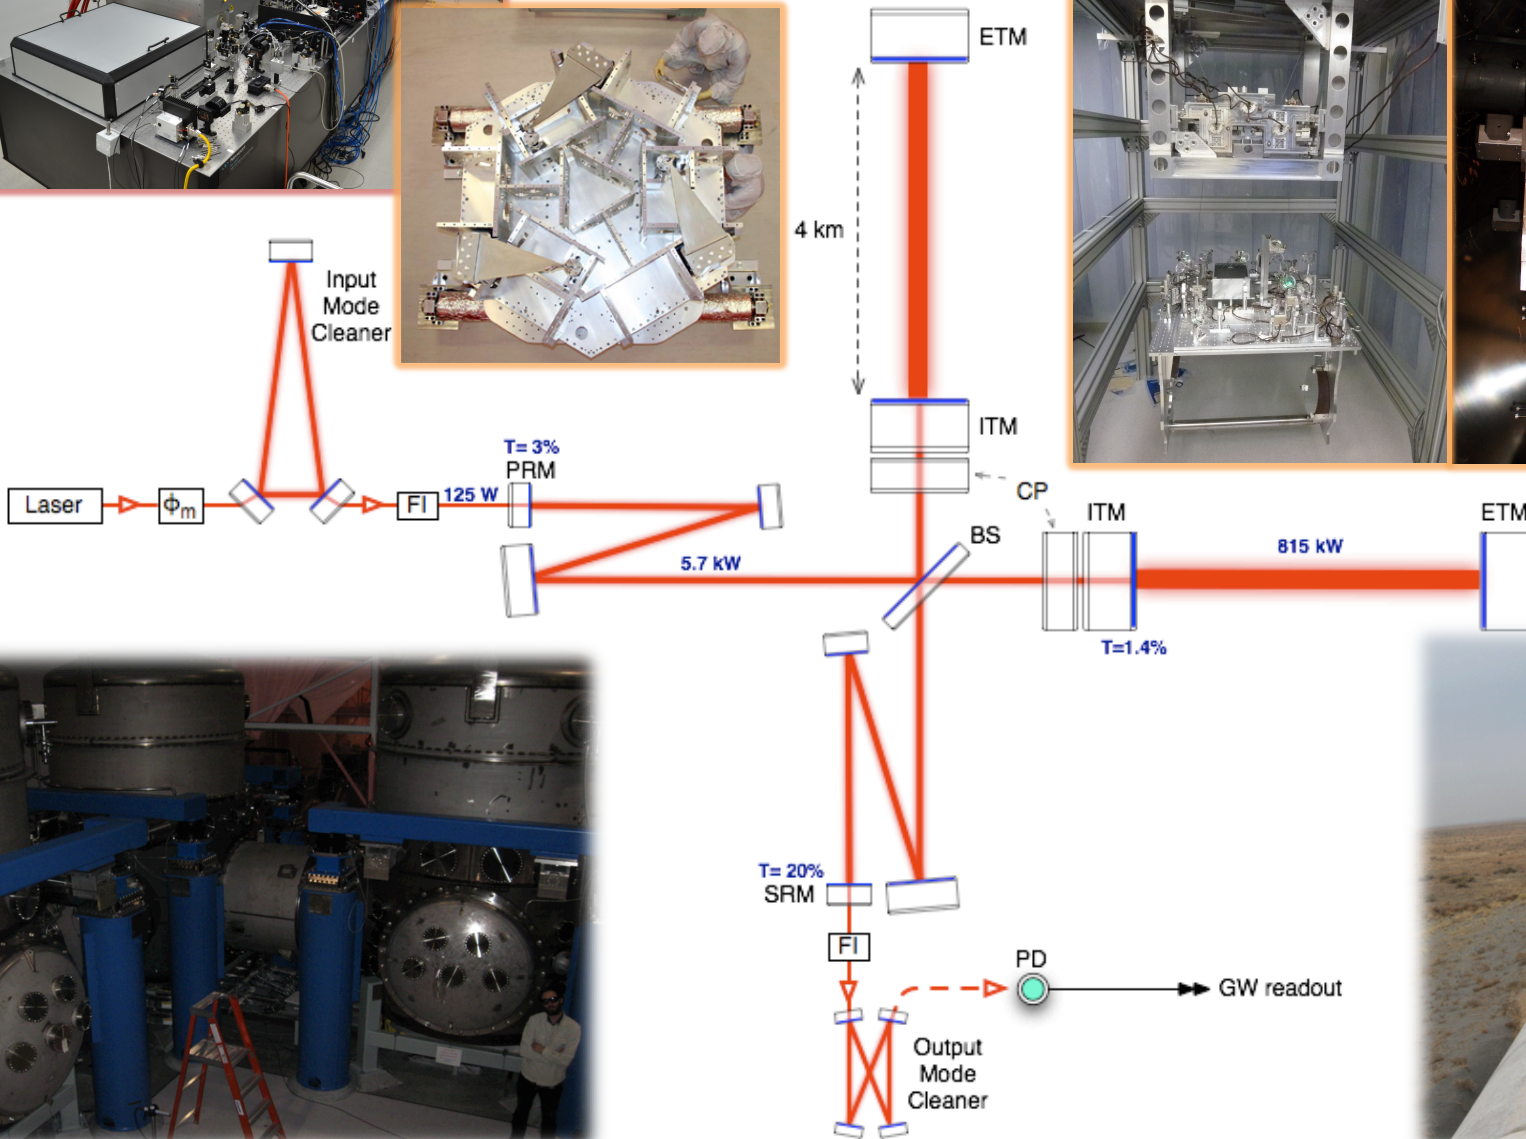 ETM
4 km
Input
Mode
Cleaner
ITM
T= 3%
PRM
Laser
Φm
FI
125 W
CP
ITM
ETM
BS
5.7 kW
815 kW
T=1.4%
T= 20%
SRM
FI
PD
GW readout
Output
Mode
Cleaner